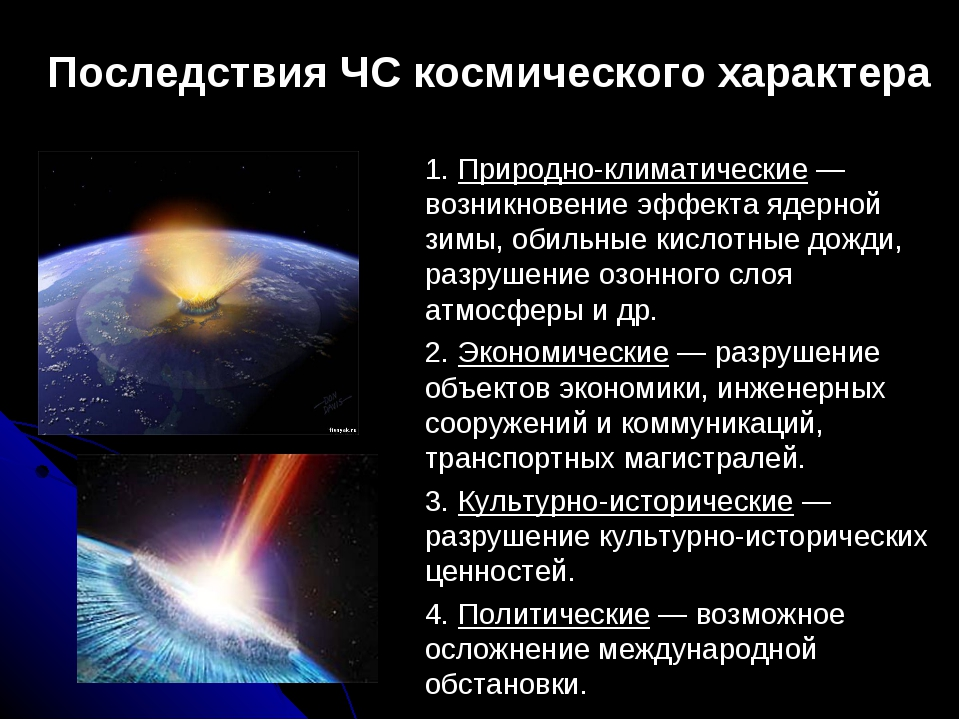 Последствия ЧС космического характера
1. Природно-климатические —
возникновение эффекта ядерной
зимы, обильные кислотные дожди,
разрушение озонного слоя
атмосферы и др.
2. Экономические — разрушение
объектов экономики, инженерных
сооружений и коммуникаций,
транспортных магистралей.
3. Культурно-исторические —
разрушение культурно-исторических
ценностей.
4. Политические — возможное
осложнение международной
обстановки.
DON
DAVIS